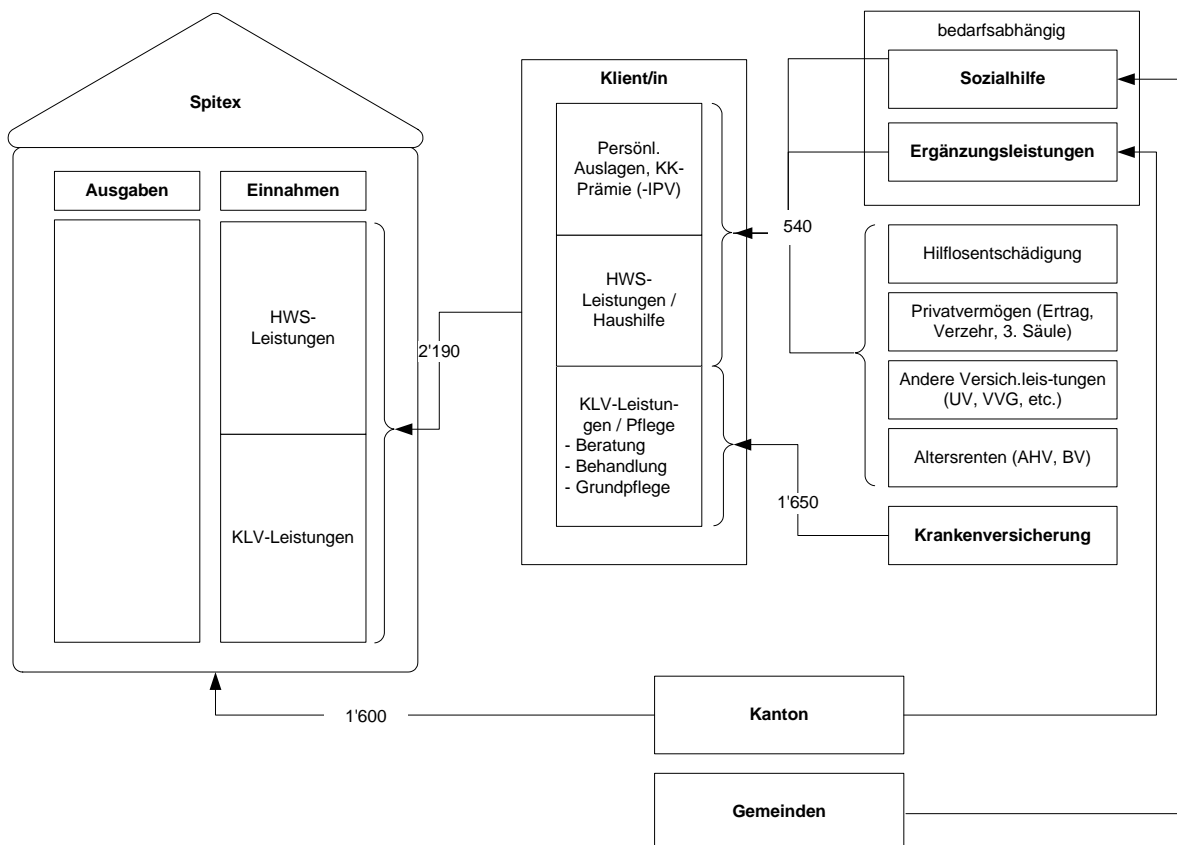 Spitex
Ausgaben
Einnahmen
HWS-
Leistungen
KLV-Leistungen
2'190
Klient/in
Persönl.
Auslagen, KK-
Prämie (-IPV)
HWS-
Leistungen /
Haushilfe
KLV-Leistun-
gen / Pflege
- Beratung
- Behandlung
- Grundpflege
540
1'650
bedarfsabhängig
Sozialhilfe
Ergänzungsleistungen
Hilflosentschädigung
Privatvermögen (Ertrag,
Verzehr, 3. Säule)
Andere Versich.leis-tungen
(UV, VVG, etc.)
Altersrenten (AHV, BV)
Krankenversicherung
1'600
Kanton
Gemeinden